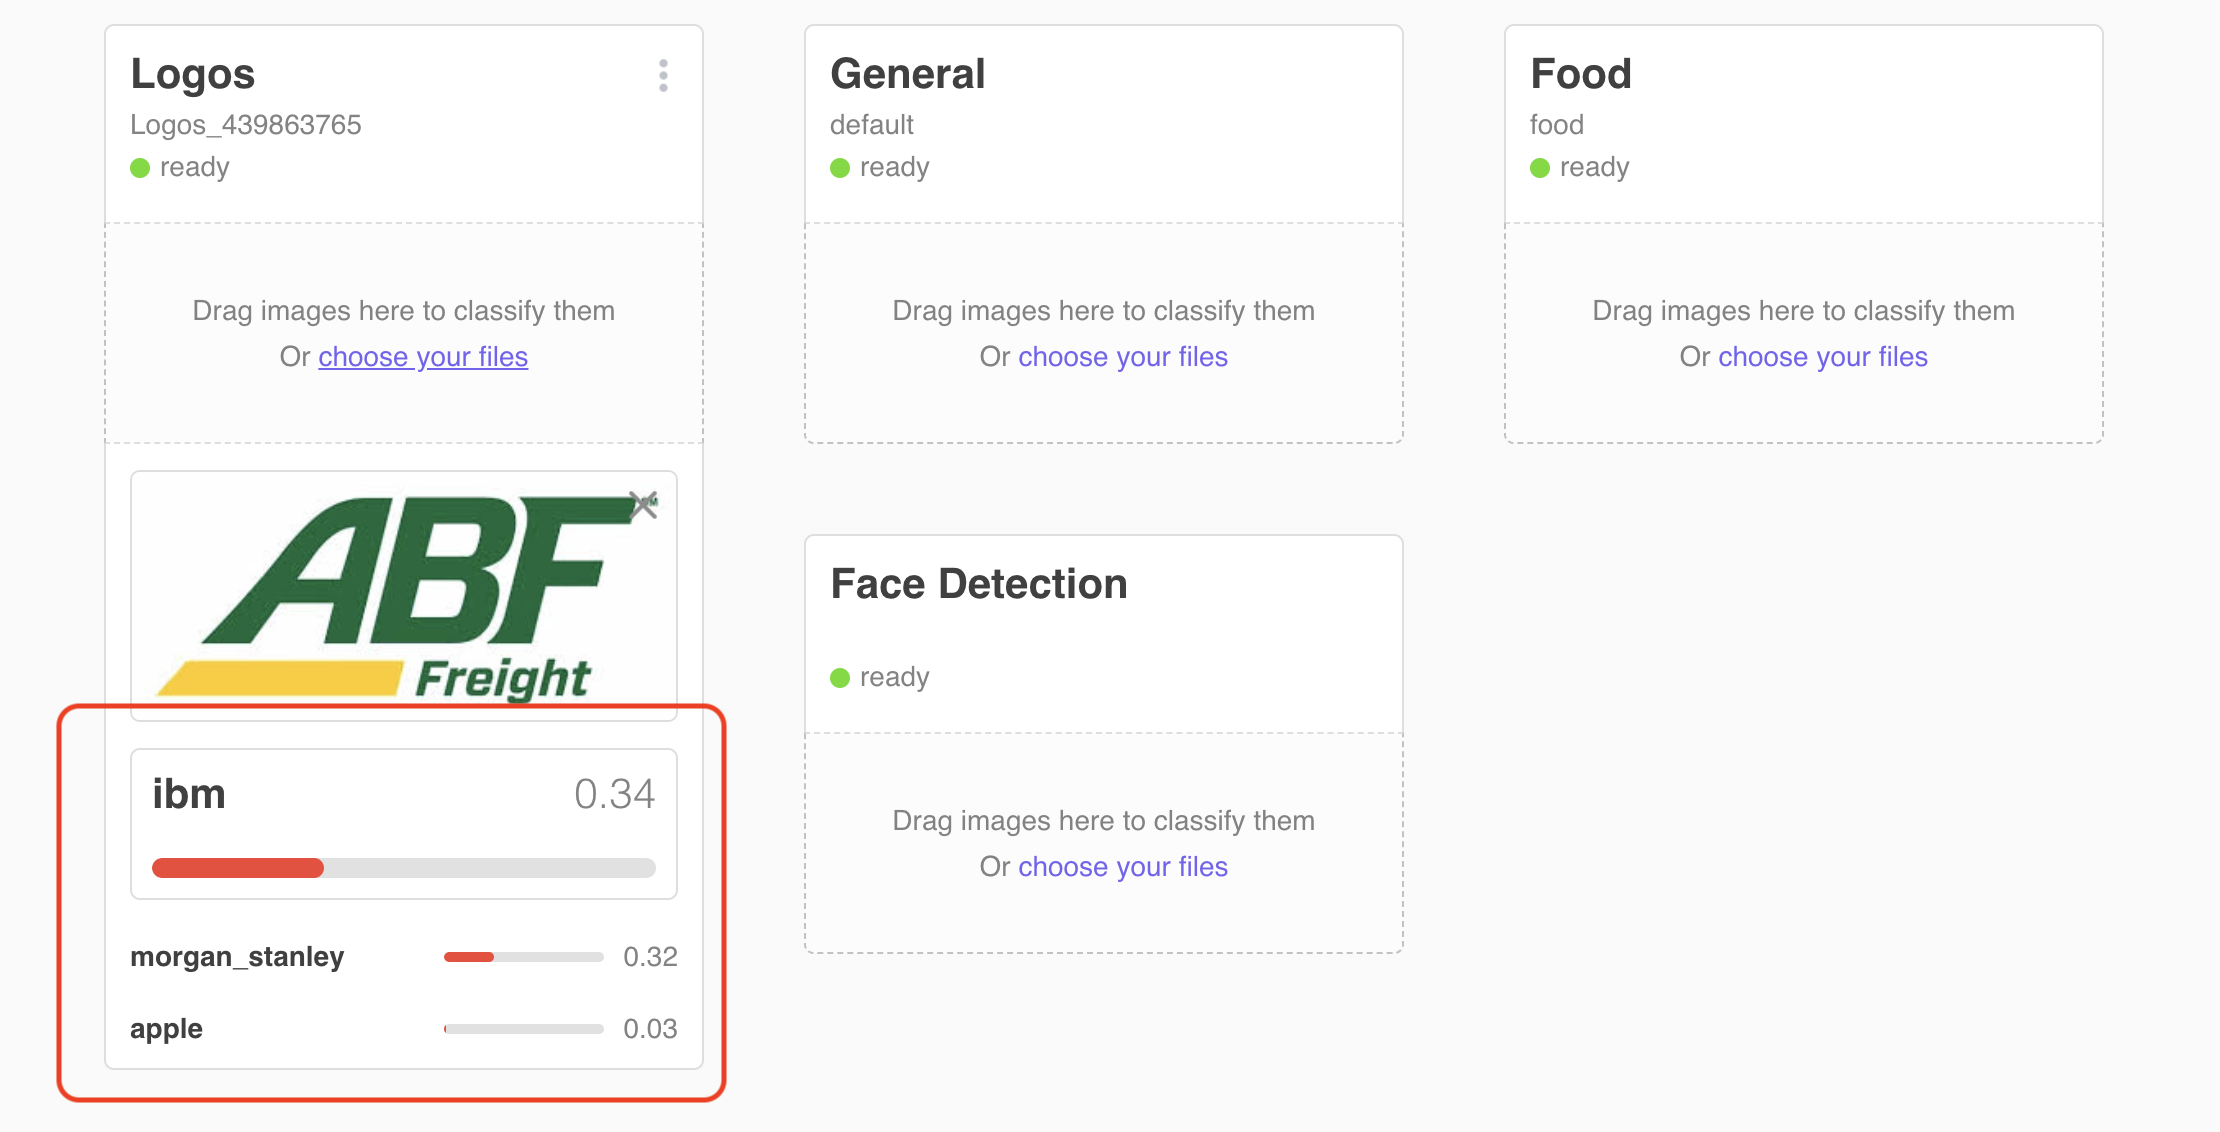 Logos
Logos_439863765
ready
Drag images here to classify them
Or choose your files
ABF
Freight
ibm 0.34
morgan_stanley 0.32
apple 0.03
General
default
ready
Drag images here to classify them
Or choose your files
Face Detection
ready
Drag images here to classify them
Or choose your files
Food
food
ready
Drag images here to classify them
Or choose your files